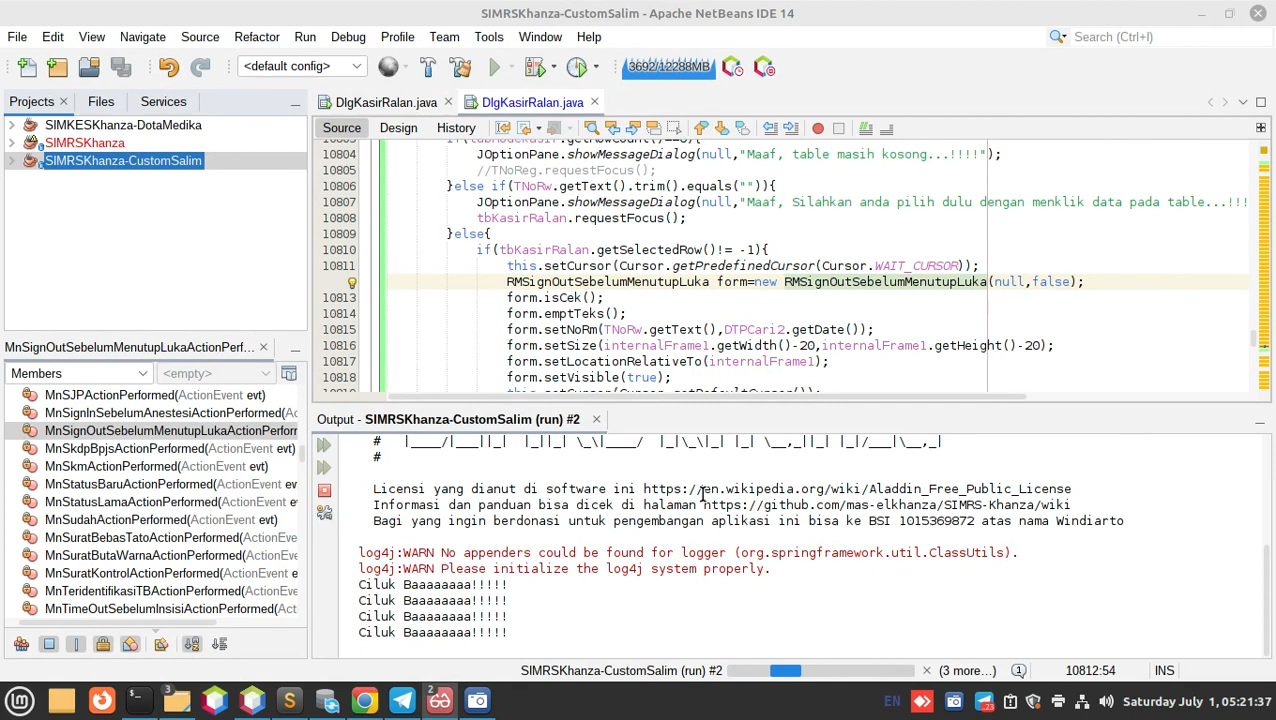 SIMRSKhanza-CustomSalim - Apache NetBeans IDE 14
File Edit View Navigate Source Refactor Run Debug Profile Team Tools Window Help
Search (Ctrl+I)
<default config>
3692/12288MB
Projects Files Services
DlgKasirRalan.java DlgKasirRalan.java
SIMKESKhanza-DotaMedika
SIMRSKhanza
SIMRSKhanza-CustomSalim
Source Design History
10804 JOptionPane.showMessageDialog(null,"Maaf, table masih kosong...!!!!");
10805 //TNoReg.requestFocus();
10806 }else if(TNoRw.getText().trim().equals("")){
10807 JOptionPane.showMessageDialog(null,"Maaf, Silahkan anda pilih dulu dengan menklik data pada table...!!!
10808 tbKasirRalan.requestFocus();
10809 }else{
10810 if(tbKasirRalan.getSelectedRow()!= -1){
10811 this.setCursor(Cursor.getPredefinedCursor(Cursor.WAIT_CURSOR));
RMSignOutSebelumMenutupLuka form=new RMSignOutSebelumMenutupLuka(null,false);
10813 form.isCek();
10814 form.emptTeks();
10815 form.setNoRm(TNoRw.getText(),DTPCari2.getDate());
10816 form.setSize(internalFrame1.getWidth()-20,internalFrame1.getHeight()-20);
10817 form.setLocationRelativeTo(internalFrame1);
10818 form.setVisible(true);
MnSignOutSebelumMenutupLukaActionPerf...
Members <empty>
MnSJPActionPerformed(ActionEvent evt)
MnSignInSebelumAnestesiActionPerformed(Ac
MnSignOutSebelumMenutupLukaActionPerforn
MnSkdpBpjsActionPerformed(ActionEvent evt)
MnSkmActionPerformed(ActionEvent evt)
MnStatusBaruActionPerformed(ActionEvent evt)
MnStatusLamaActionPerformed(ActionEvent e
MnSudahActionPerformed(ActionEvent evt)
MnSuratBebasTatoActionPerformed(ActionEve
MnSuratButaWarnaActionPerformed(ActionEve
MnSuratKontrolActionPerformed(ActionEvent e
MnTeridentifikasiTBActionPerformed(ActionEve
MnTimeOutSebelumInsisiActionPerformed(Act
Output - SIMRSKhanza-CustomSalim (run) #2
# |____/|___||_| |_||_| \_\|____/ |_|\_\|_| |_| \__,_||_| |_|/___|\__,_|
#
Licensi yang dianut di software ini https://en.wikipedia.org/wiki/Aladdin_Free_Public_License
Informasi dan panduan bisa dicek di halaman https://github.com/mas-elkhanza/SIMRS-Khanza/wiki
Bagi yang ingin berdonasi untuk pengembangan aplikasi ini bisa ke BSI 1015369872 atas nama Windiarto
log4j:WARN No appenders could be found for logger (org.springframework.util.ClassUtils).
log4j:WARN Please initialize the log4j system properly.
Ciluk Baaaaaaaa!!!!!
Ciluk Baaaaaaaa!!!!!
Ciluk Baaaaaaaa!!!!!
Ciluk Baaaaaaaa!!!!!
SIMRSKhanza-CustomSalim (run) #2 (3 more...) 1 10812:54 INS
3 2 EN 23 Saturday July 1, 05:21:37